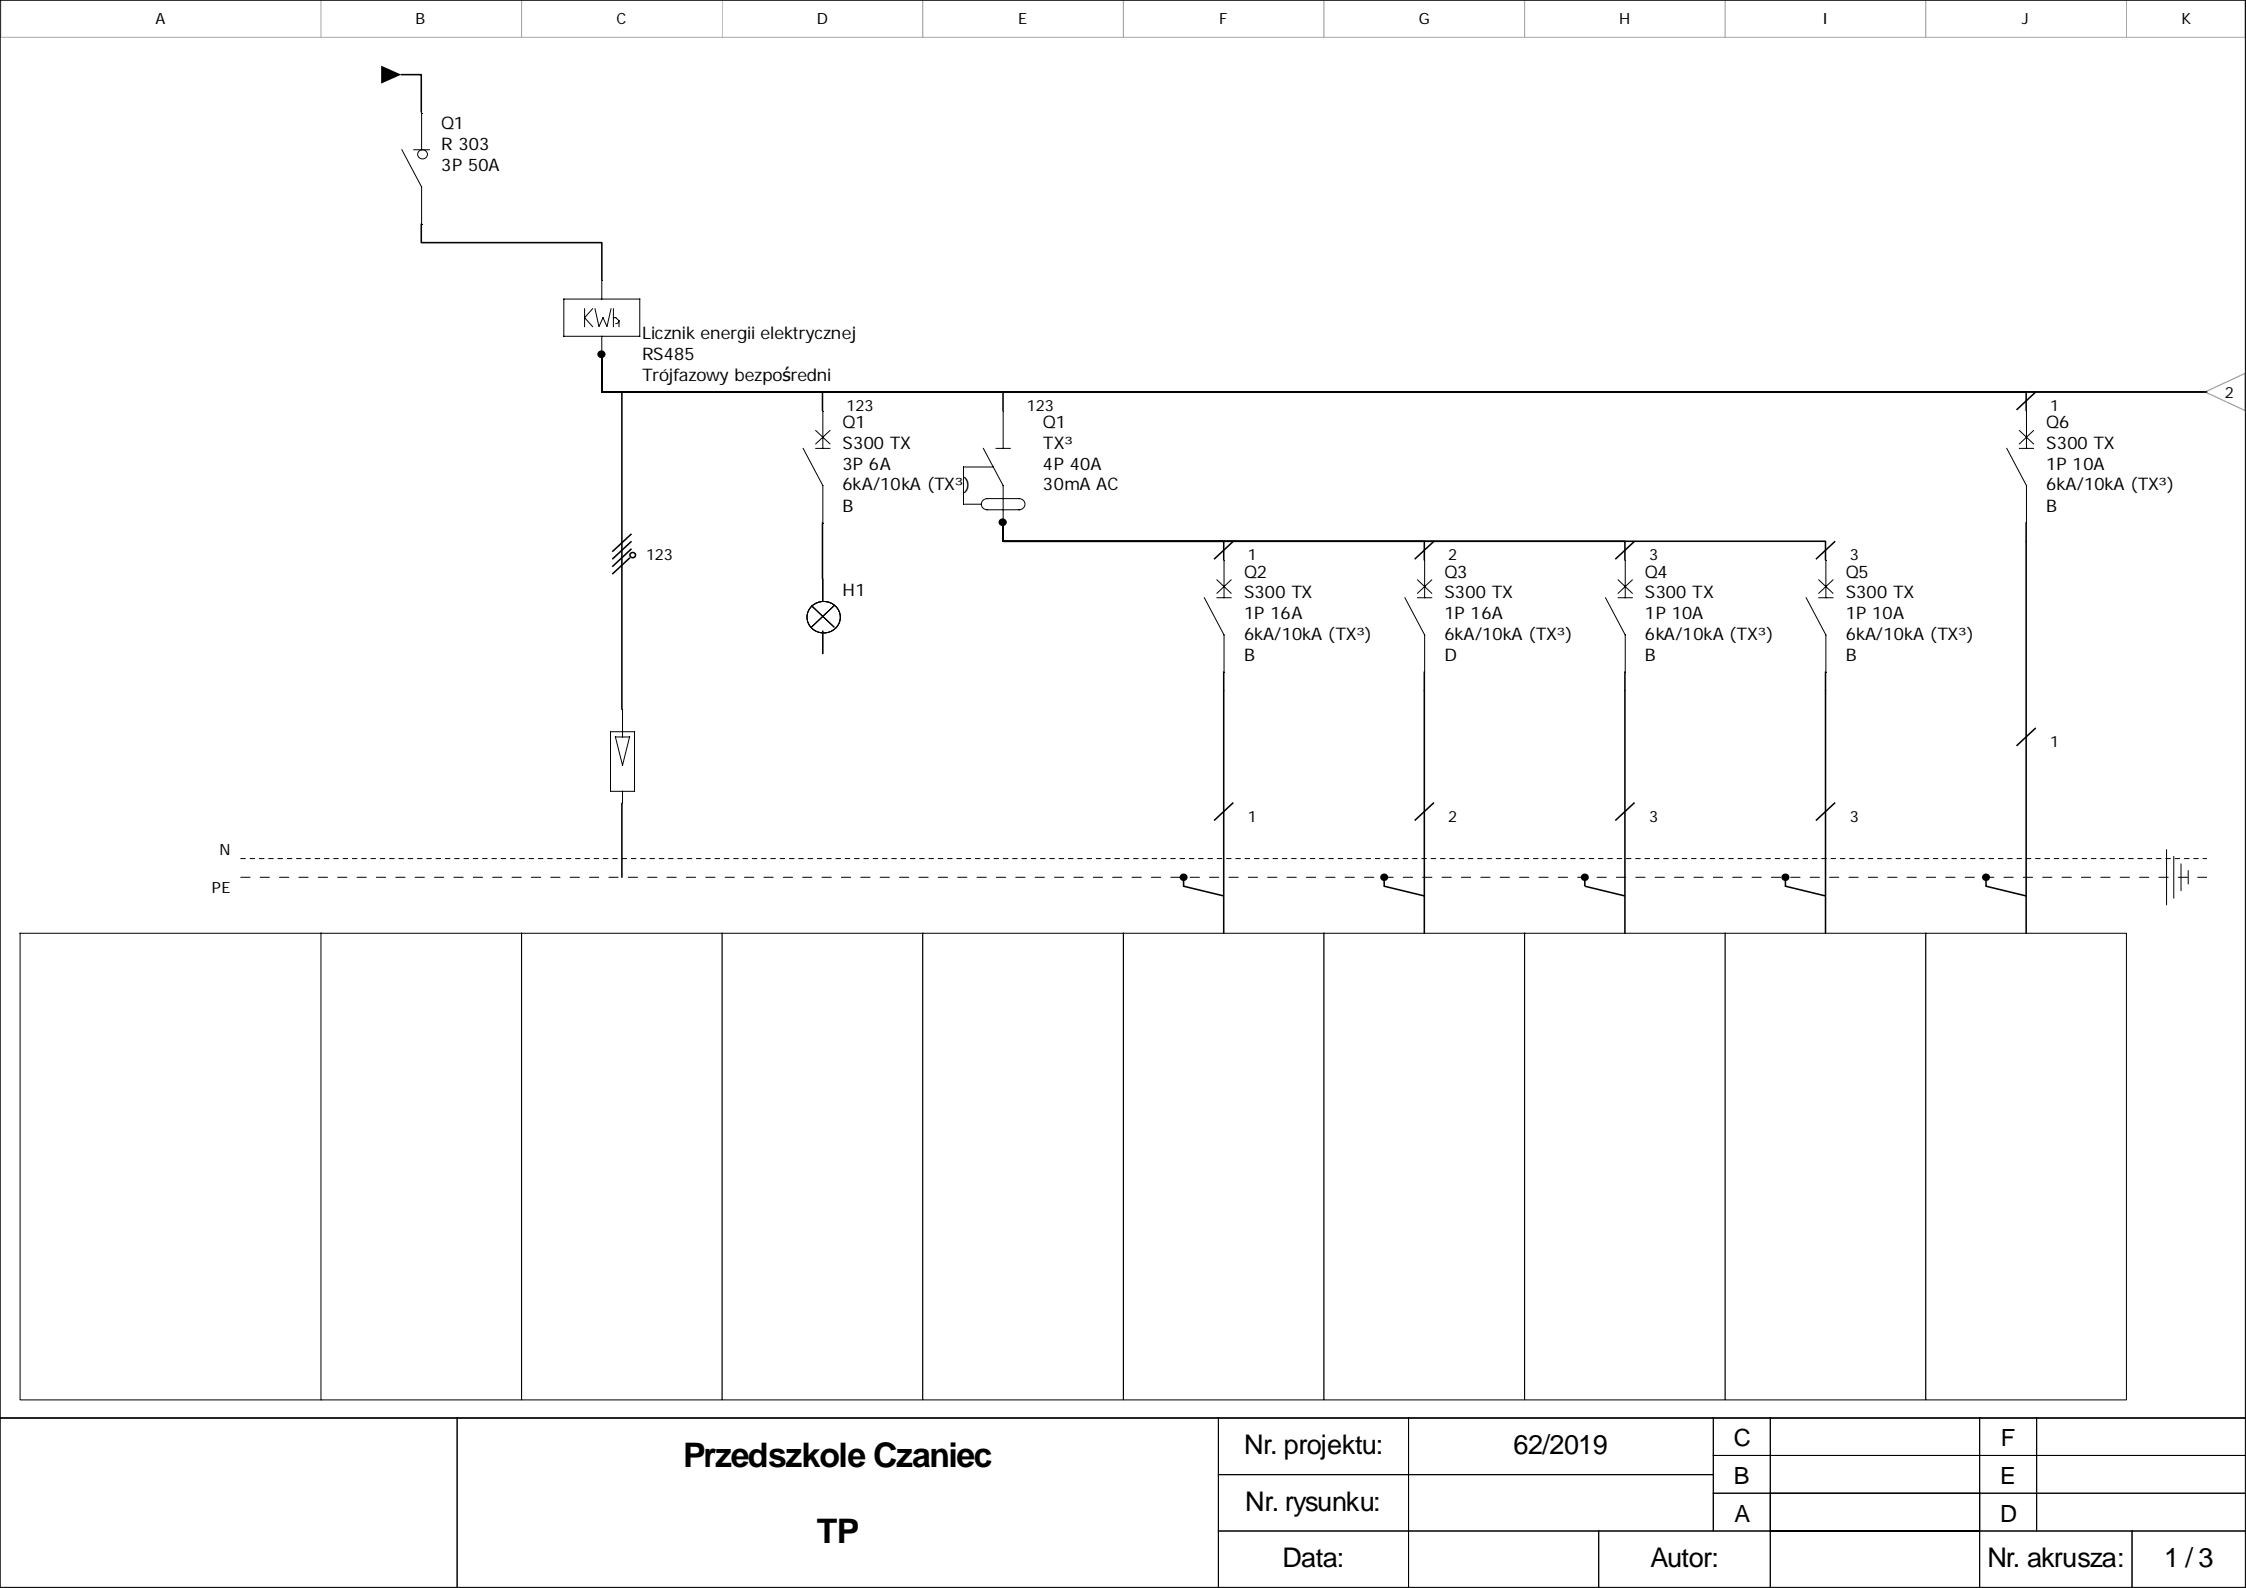 A B C D E F G H I J K
Q1
R 303
3P 50A
KWh
Licznik energii elektrycznej
RS485
Trójfazowy bezpośredni
2
123
Q1
S300 TX
3P 6A
6kA/10kA (TX³)
B
123
Q1
TX³
4P 40A
30mA AC
1
Q6
S300 TX
1P 10A
6kA/10kA (TX³)
B
123
H1
1
Q2
S300 TX
1P 16A
6kA/10kA (TX³)
B
2
Q3
S300 TX
1P 16A
6kA/10kA (TX³)
D
3
Q4
S300 TX
1P 10A
6kA/10kA (TX³)
B
3
Q5
S300 TX
1P 10A
6kA/10kA (TX³)
B
1
1
2
3
3
N
PE
Przedszkole Czaniec
TP
Nr. projektu: 62/2019
Nr. rysunku:
Data:
Autor:
C
B
A
F
E
D
Nr. akrusza: 1 / 3